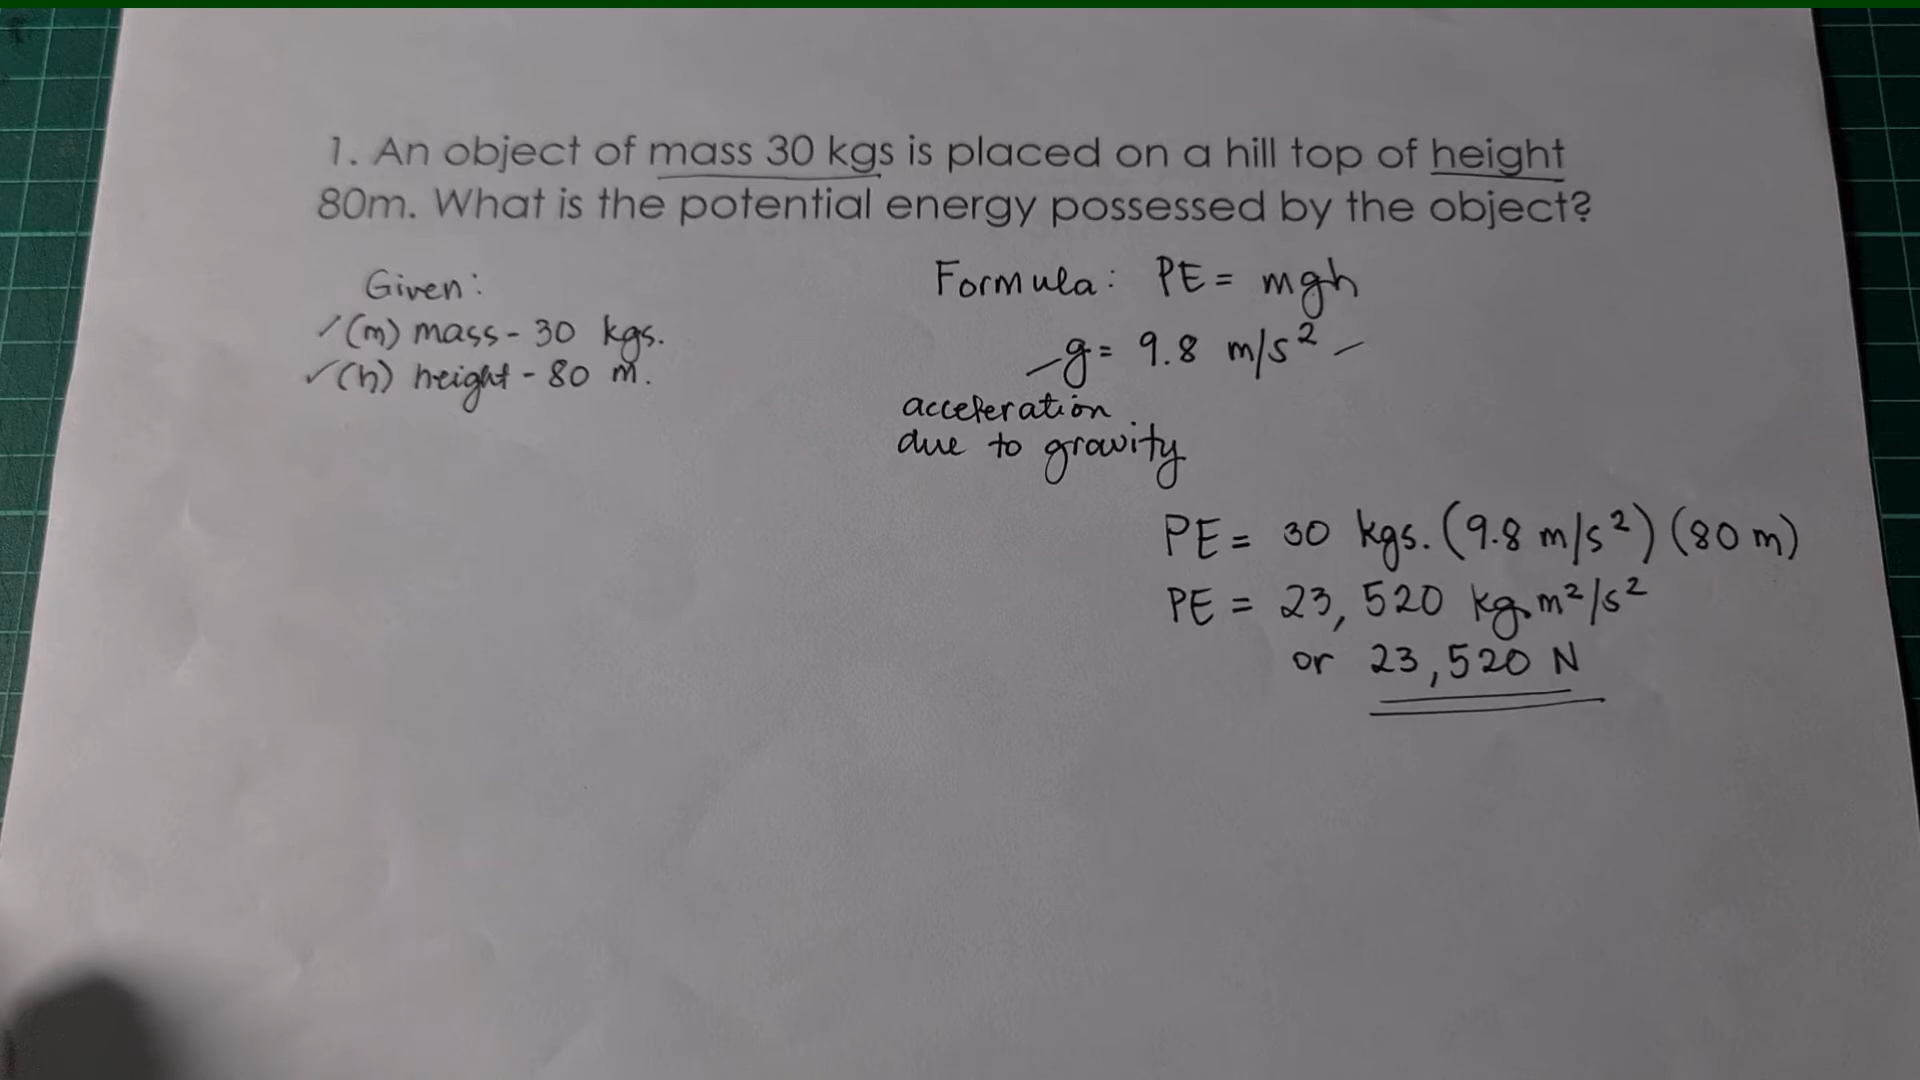 1. An object of mass 30 kgs is placed on a hill top of height
80m. What is the potential energy possessed by the object?
Given:
✓(m) mass - 30 kgs.
✓(h) height - 80 m.
Formula: PE = mgh
g = 9.8 m/s²
acceleration
due to gravity
PE = 30 kgs. (9.8 m/s²) (80 m)
PE = 23, 520 kg.m²/s²
or 23,520 N